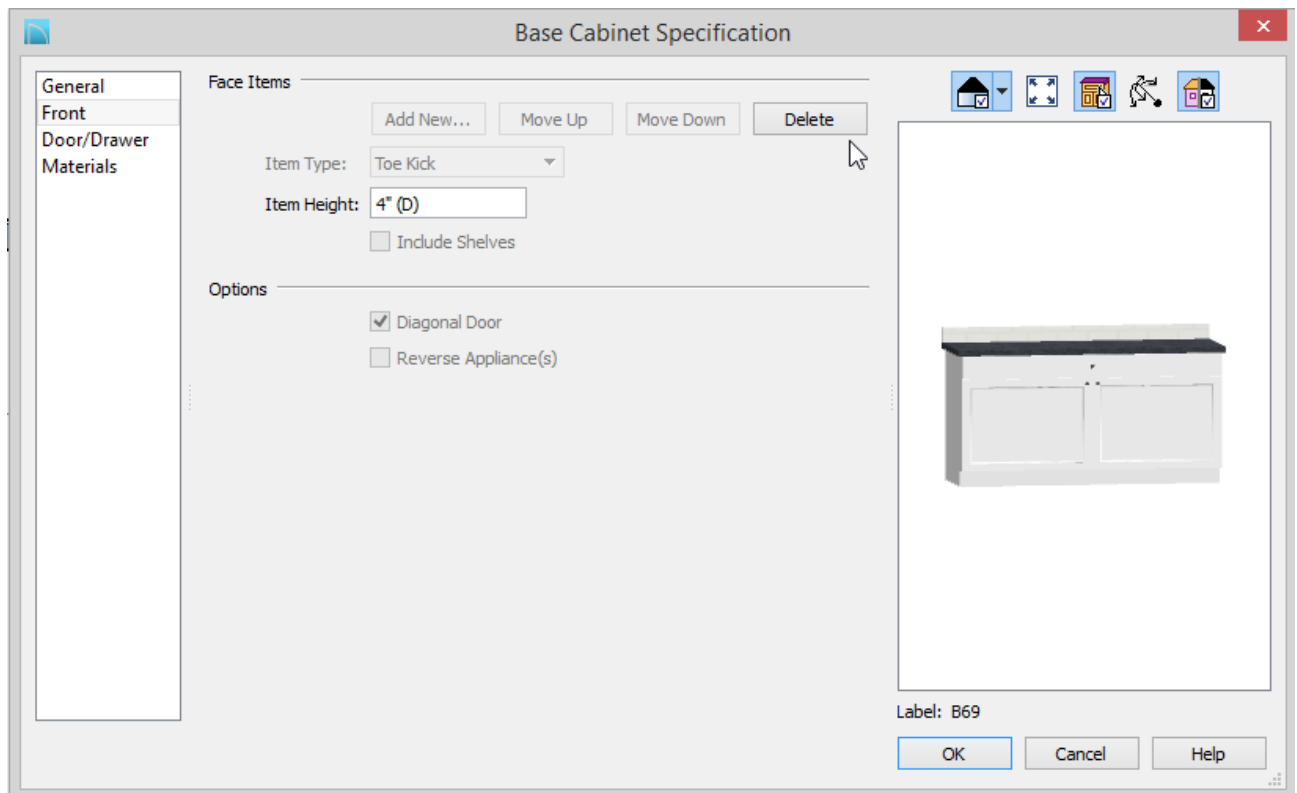 Base Cabinet Specification
General
Front
Door/Drawer
Materials
Face Items
Add New... Move Up Move Down Delete
Item Type: Toe Kick
Item Height: 4" (D)
Include Shelves
Options
Diagonal Door
Reverse Appliance(s)
Label: B69
OK Cancel Help